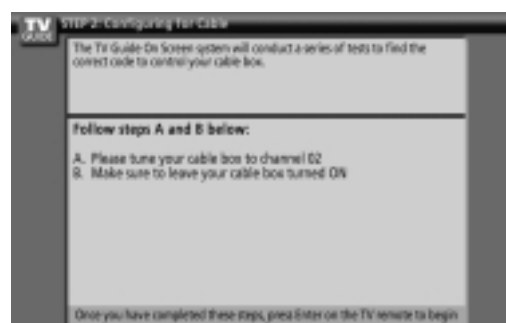 TV
GUIDE
STEP 2: Configuring for Cable
The TV Guide On Screen system will conduct a series of tests to find the
correct code to control your cable box.
Follow steps A and B below:
A. Please tune your cable box to channel 02
B. Make sure to leave your cable box turned ON
Once you have completed these steps, press Enter on the TV remote to begin